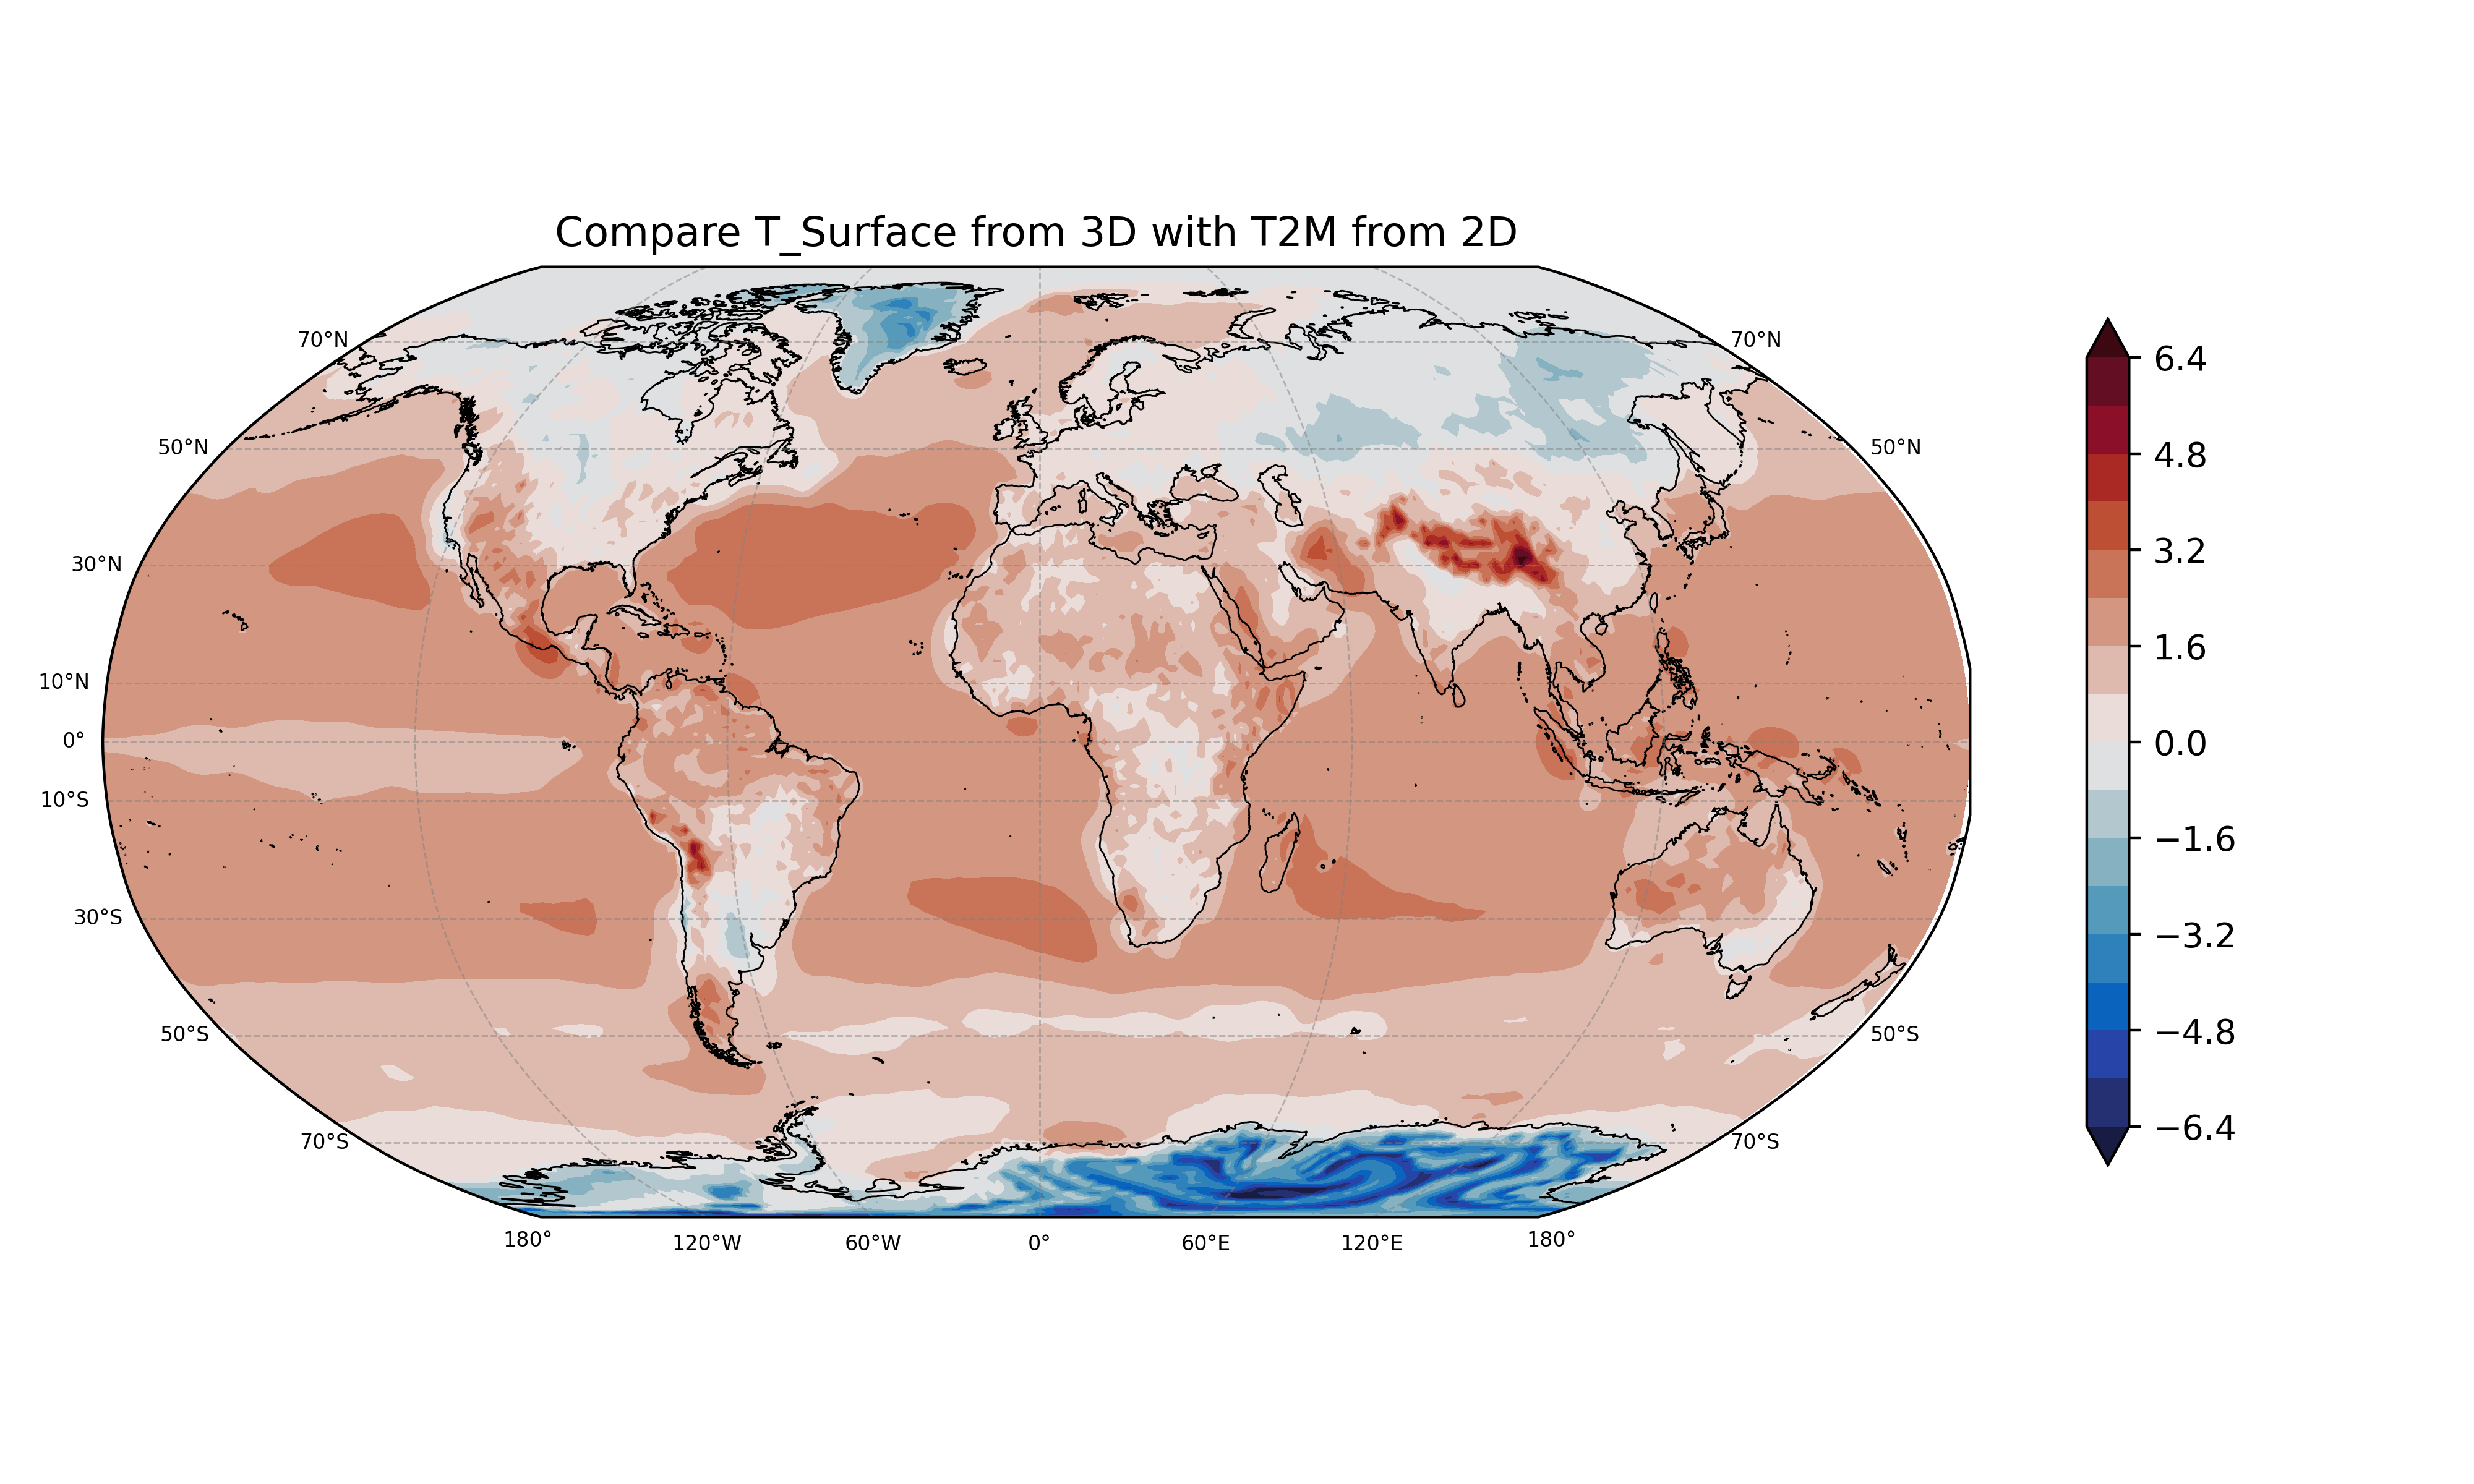 Compare T_Surface from 3D with T2M from 2D
70°N 70°N
50°N 50°N
30°N
10°N
0°
10°S
30°S
50°S 50°S
70°S 70°S
180° 120°W 60°W 0° 60°E 120°E 180°
6.4
4.8
3.2
1.6
0.0
−1.6
−3.2
−4.8
−6.4